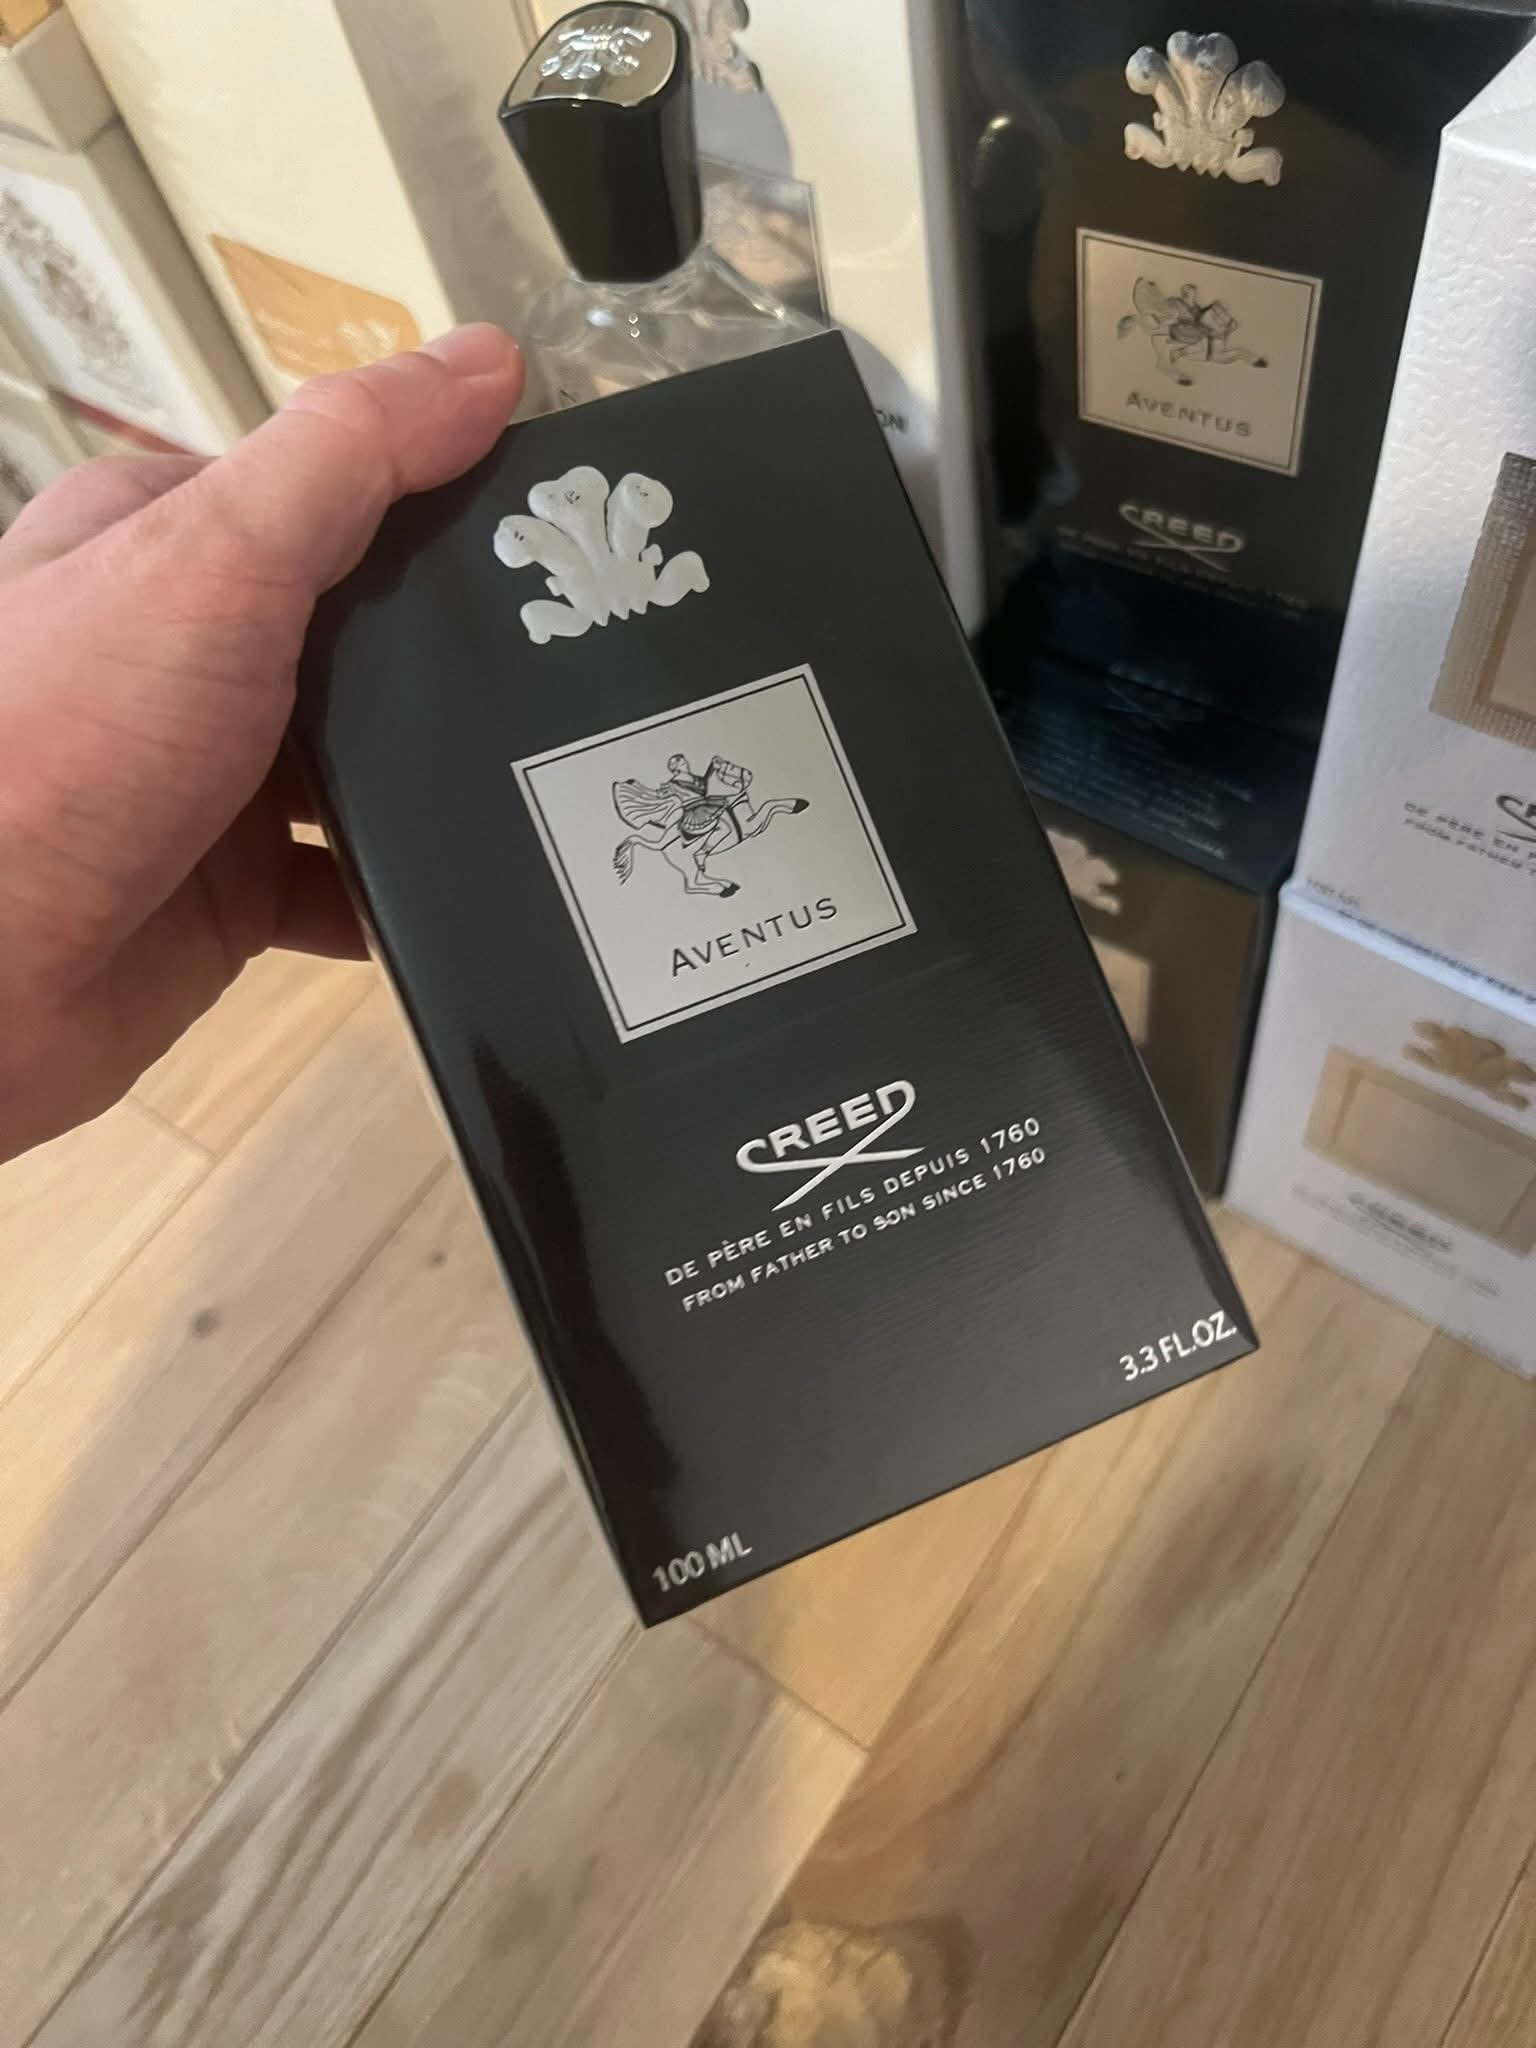 AVENTUS
CREED
DE PÈRE EN FILS DEPUIS 1760
FROM FATHER TO SON SINCE 1760
3.3 FL.OZ.
100 ML
AVENTUS
CREED